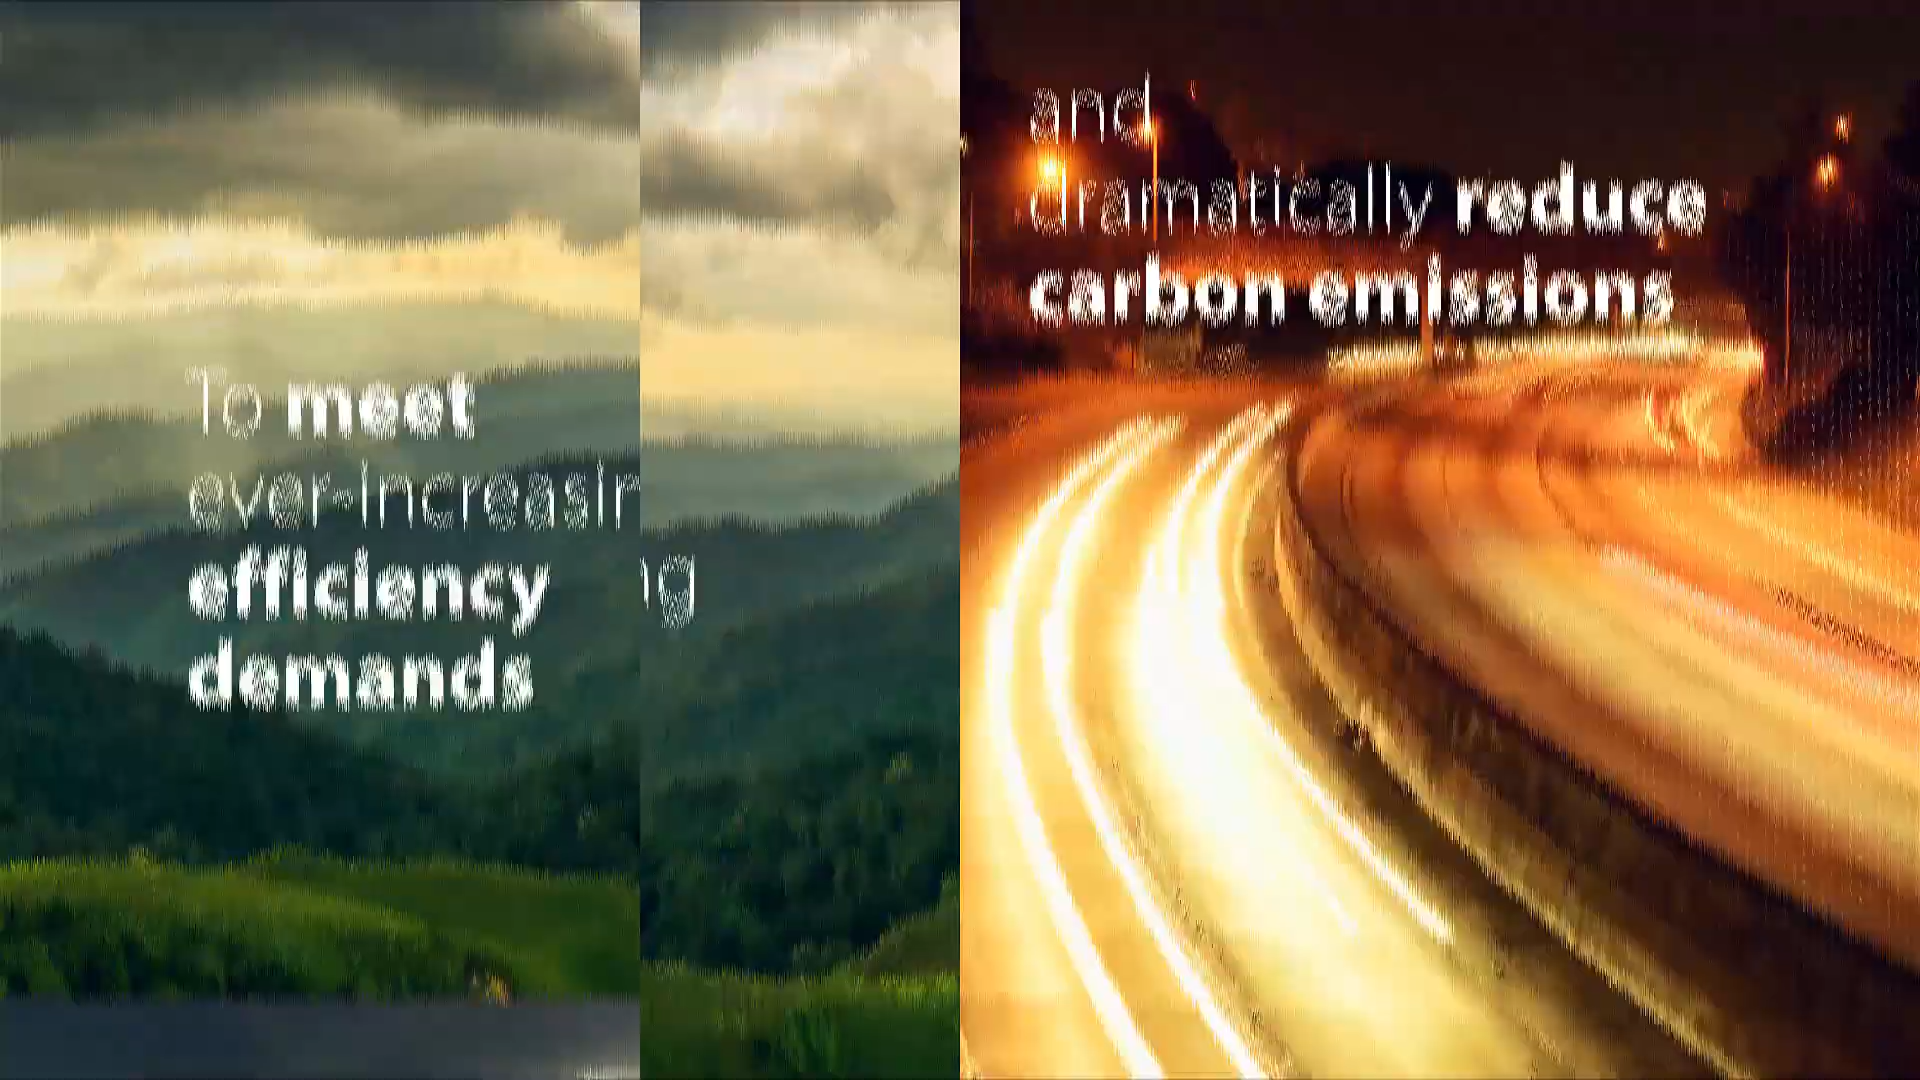 To meet
ever-increasing
efficiency
demands
and
dramatically reduce
carbon emissions